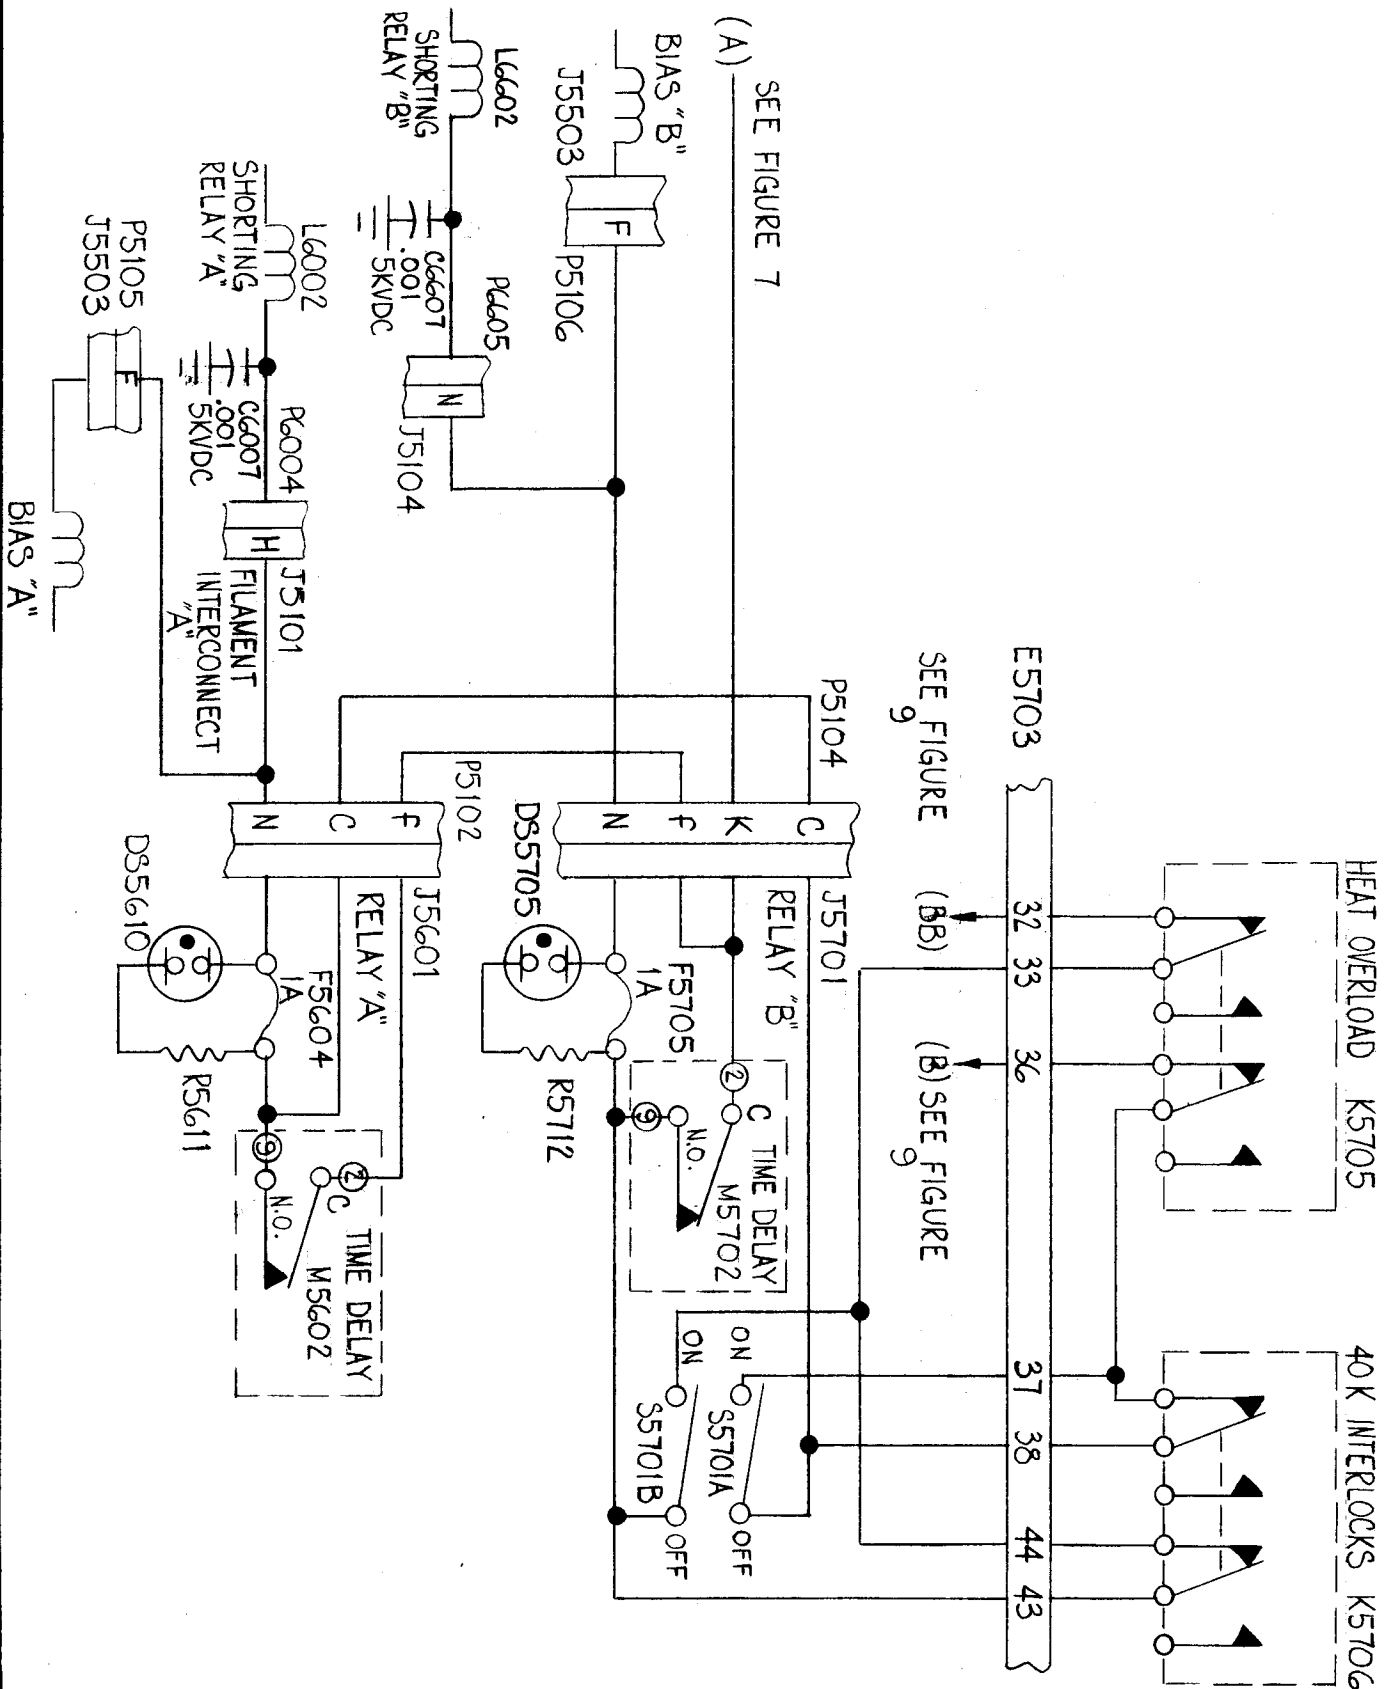 HEAT OVERLOAD K5705
40K INTERLOCKS K5706
E5703
32
33
36
37
38
44
43
SEE FIGURE
9
(BB)
(B) SEE FIGURE
9
SEE FIGURE 7
(A)
BIAS "B"
J5503
F
P5106
L6602
SHORTING
RELAY "B"
C6607
.001
5KVDC
P6605
N
J5104
L6002
SHORTING
RELAY "A"
C6007
.001
5KVDC
P6004
H
J5101
FILAMENT
INTERCONNECT
"A"
P5105
J5503
F
BIAS "A"
P5104
C
K
f
N
J5701
RELAY "B"
P5102
f
C
N
J5601
RELAY "A"
DS5705
F5705
1A
R5712
2
C
TIME DELAY
M5702
N.O.
9
DS5610
F5604
1A
R5611
2
C
TIME DELAY
M5602
N.O.
9
ON
S5701A
OFF
ON
S5701B
OFF